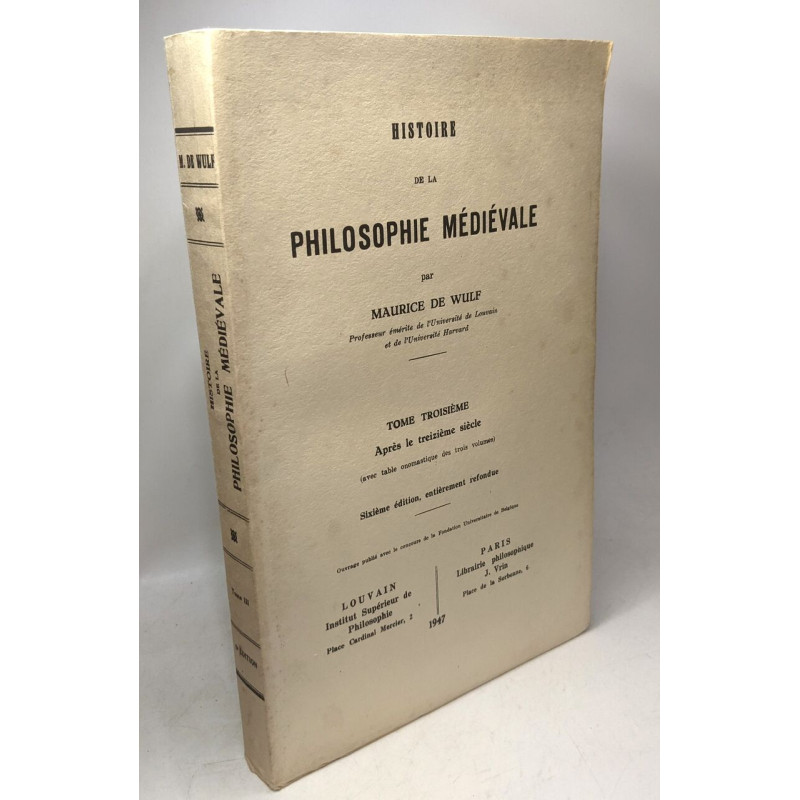 HISTOIRE
DE LA
PHILOSOPHIE MÉDIÉVALE
par
MAURICE DE WULF
Professeur émérite de l'Université de Louvain
et de l'Université Harvard
TOME TROISIÈME
Après le treizième siècle
(avec table onomastique des trois volumes)
Sixième édition, entièrement refondue
Ouvrage publié avec le concours de la Fondation Universitaire de Belgique
LOUVAIN
Institut Supérieur de
Philosophie
Place Cardinal Mercier, 2
PARIS
Librairie philosophique
J. Vrin
Place de la Sorbonne, 6
1947
M. DE WULF
HISTOIRE
DE LA
PHILOSOPHIE MÉDIÉVALE
Tome III
ÉDITION